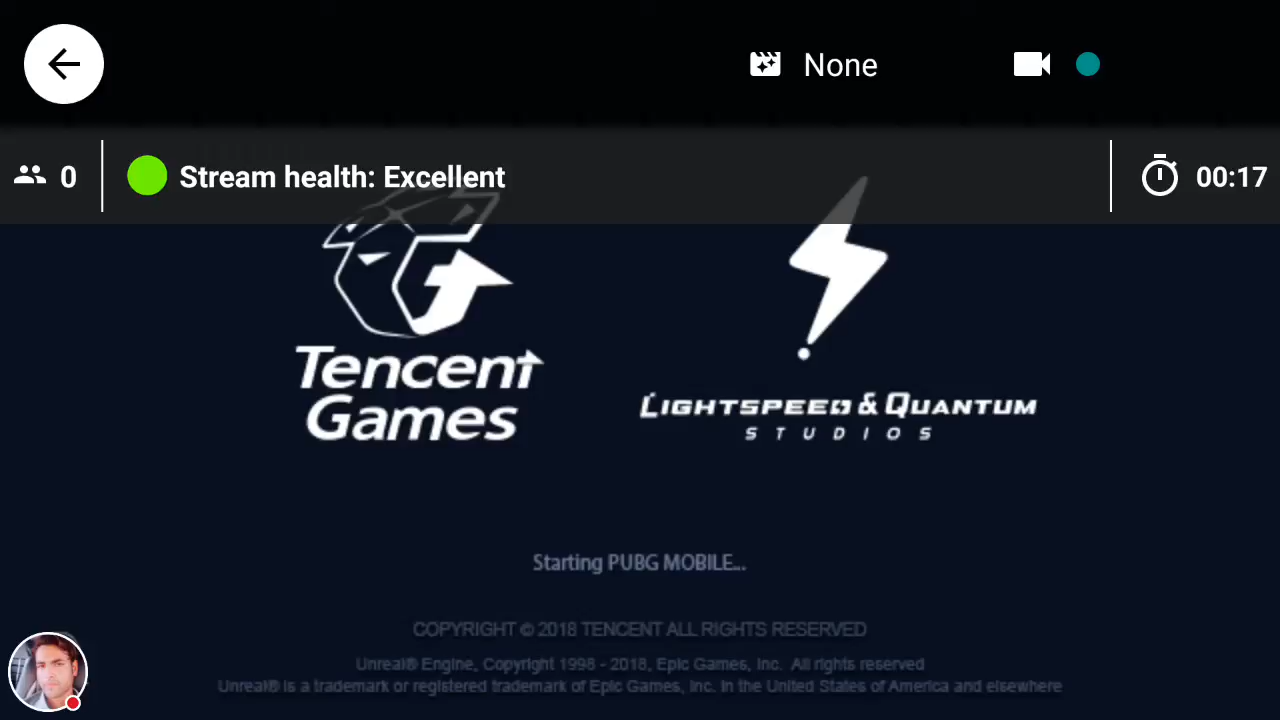 None
0
Stream health: Excellent
00:17
Tencent
Games
LIGHTSPEED & QUANTUM
STUDIOS
Starting PUBG MOBILE...
COPYRIGHT © 2018 TENCENT ALL RIGHTS RESERVED
Unreal® Engine, Copyright 1998 - 2018, Epic Games, Inc. All rights reserved
Unreal® is a trademark or registered trademark of Epic Games, Inc. in the United States of America and elsewhere